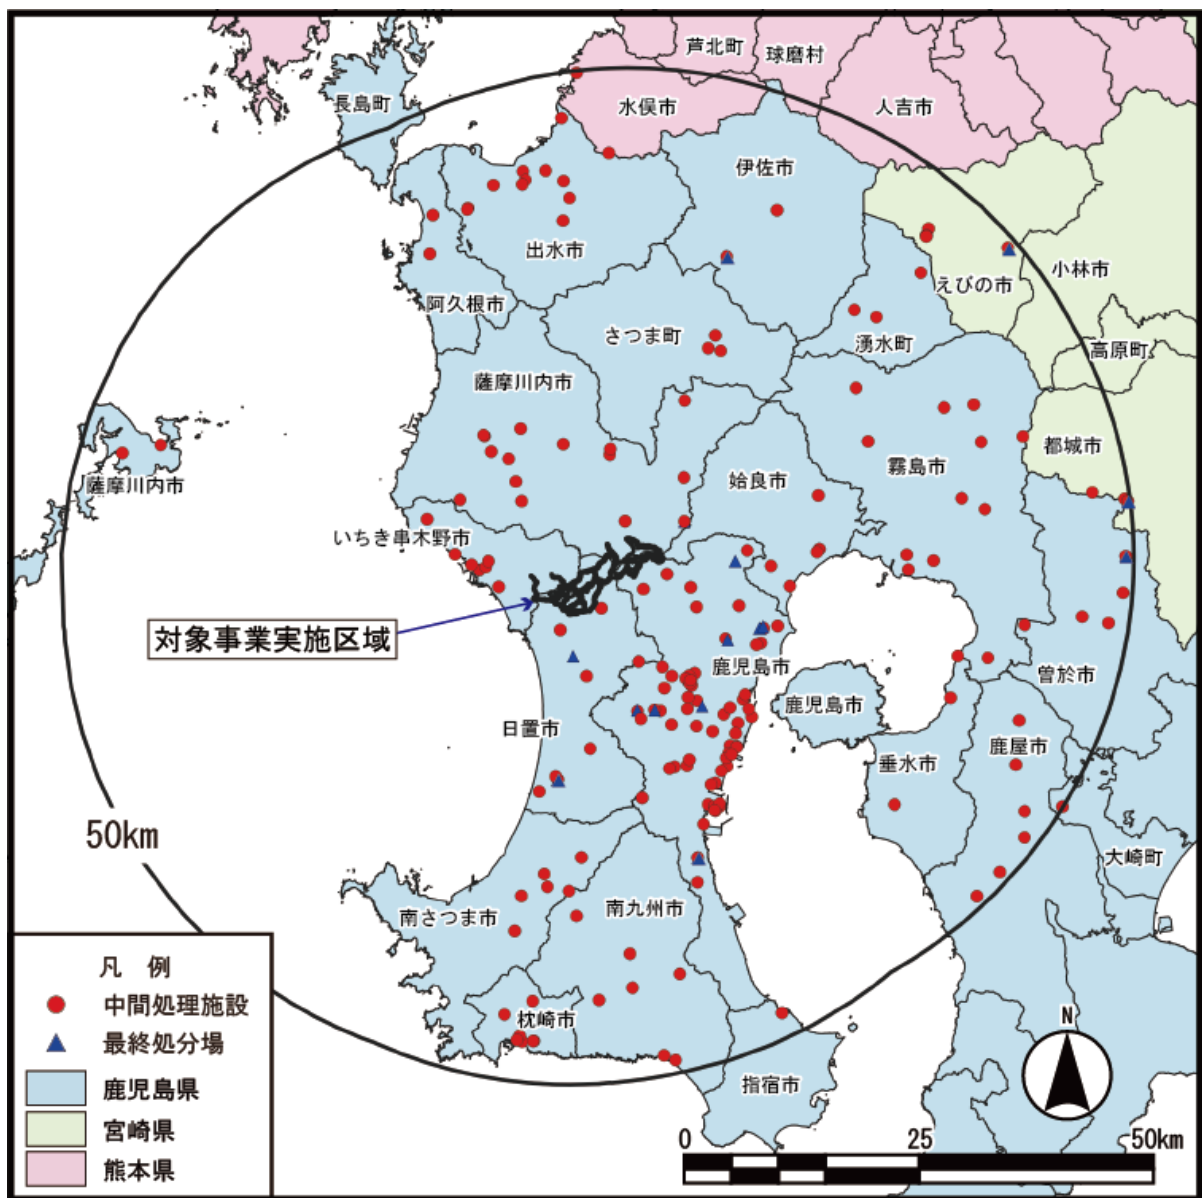 芦北町
球磨村
長島町
水俣市
人吉市
伊佐市
出水市
えびの市
小林市
阿久根市
さつま町
湧水町
高原町
薩摩川内市
都城市
霧島市
姶良市
薩摩川内市
いちき串木野市
対象事業実施区域
鹿児島市
曽於市
鹿児島市
日置市
鹿屋市
垂水市
50km
大崎町
南さつま市
南九州市
枕崎市
指宿市
凡 例
中間処理施設
最終処分場
鹿児島県
宮崎県
熊本県
N
0 25 50km